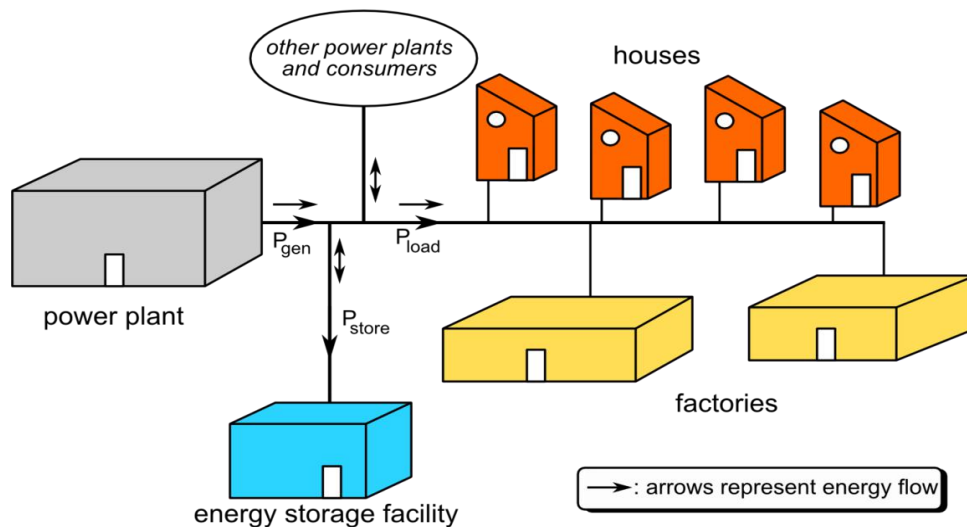 other power plants
and consumers
houses
P_gen
P_load
power plant
P_store
factories
energy storage facility
: arrows represent energy flow